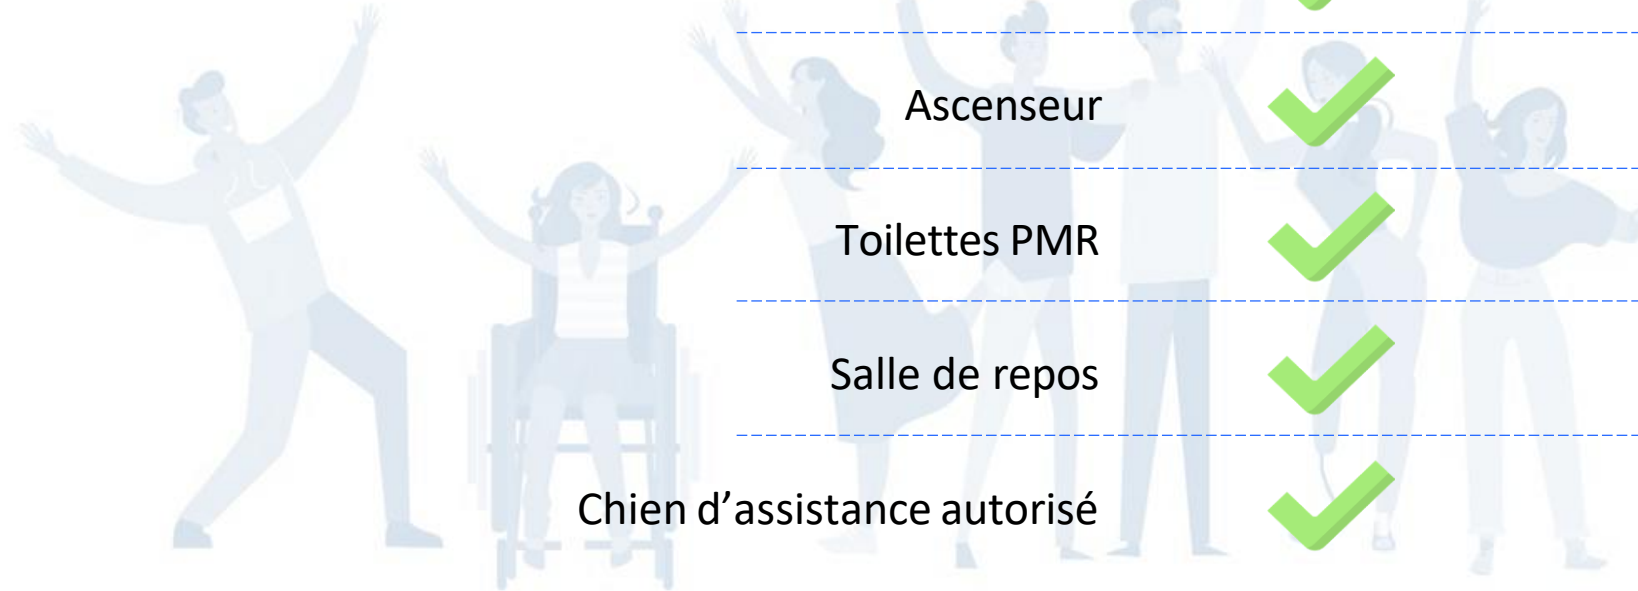 Ascenseur
Toilettes PMR
Salle de repos
Chien d’assistance autorisé